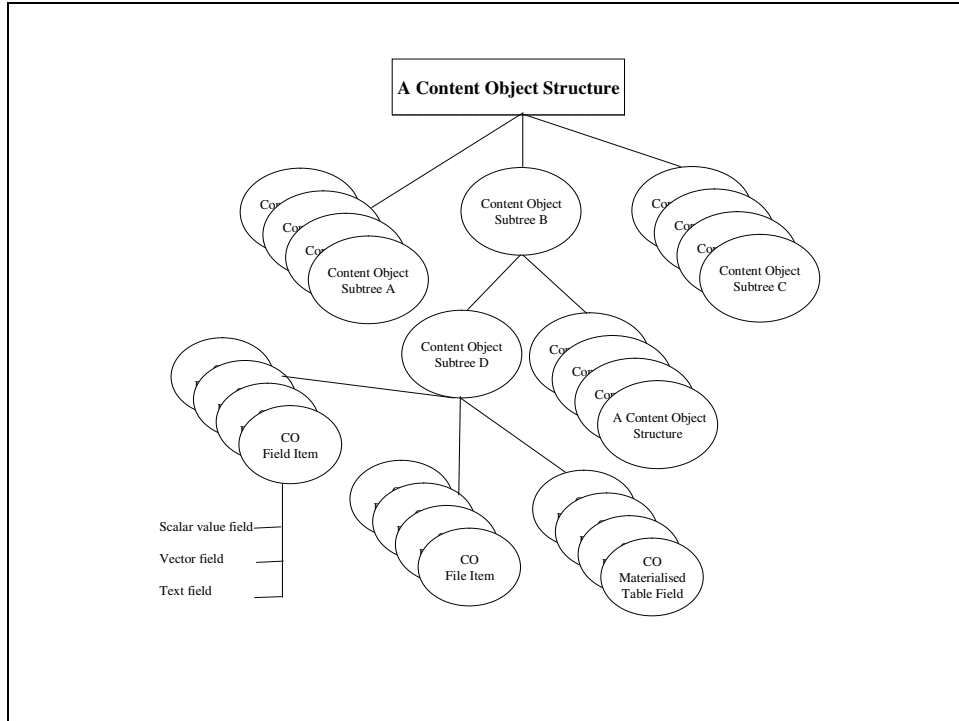 A Content Object Structure
Content Object
Subtree A
Content Object
Subtree B
Content Object
Subtree C
Content Object
Subtree D
A Content Object
Structure
CO
Field Item
Scalar value field
Vector field
Text field
CO
File Item
CO
Materialised
Table Field